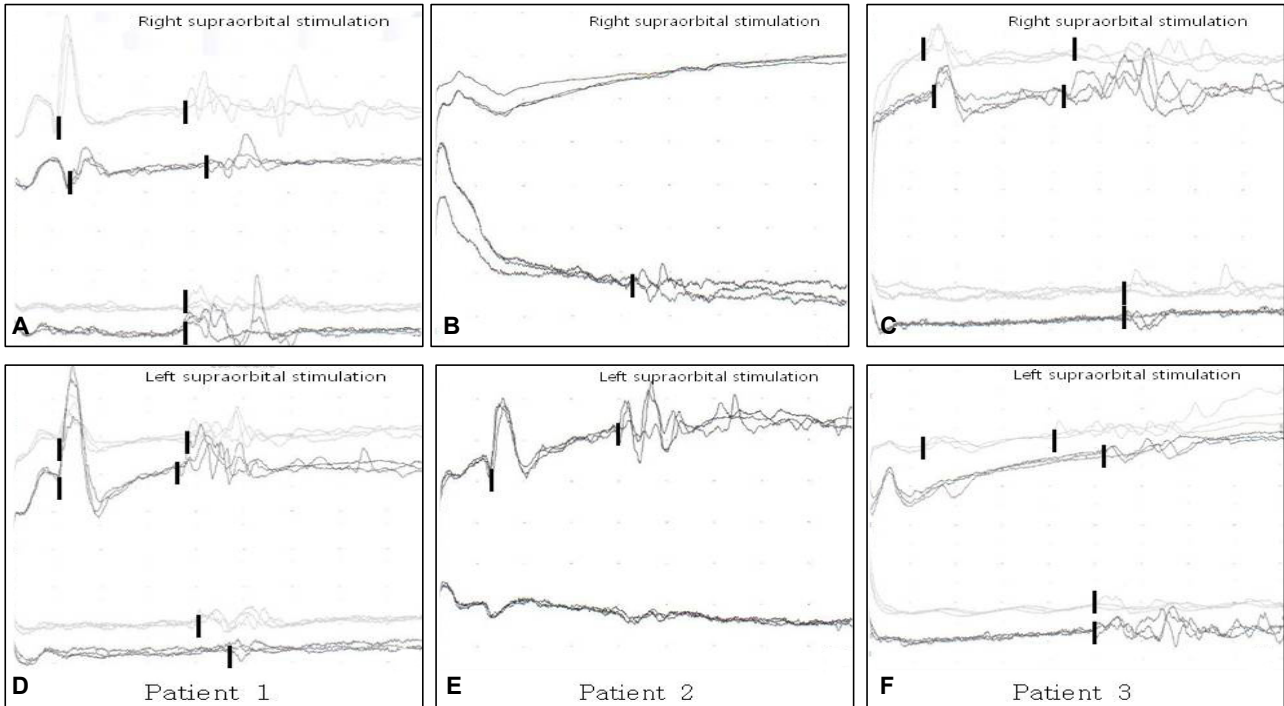 Right supraorbital stimulation
Right supraorbital stimulation
Right supraorbital stimulation
A
B
C
Left supraorbital stimulation
Left supraorbital stimulation
Left supraorbital stimulation
D
Patient 1
E
Patient 2
F
Patient 3